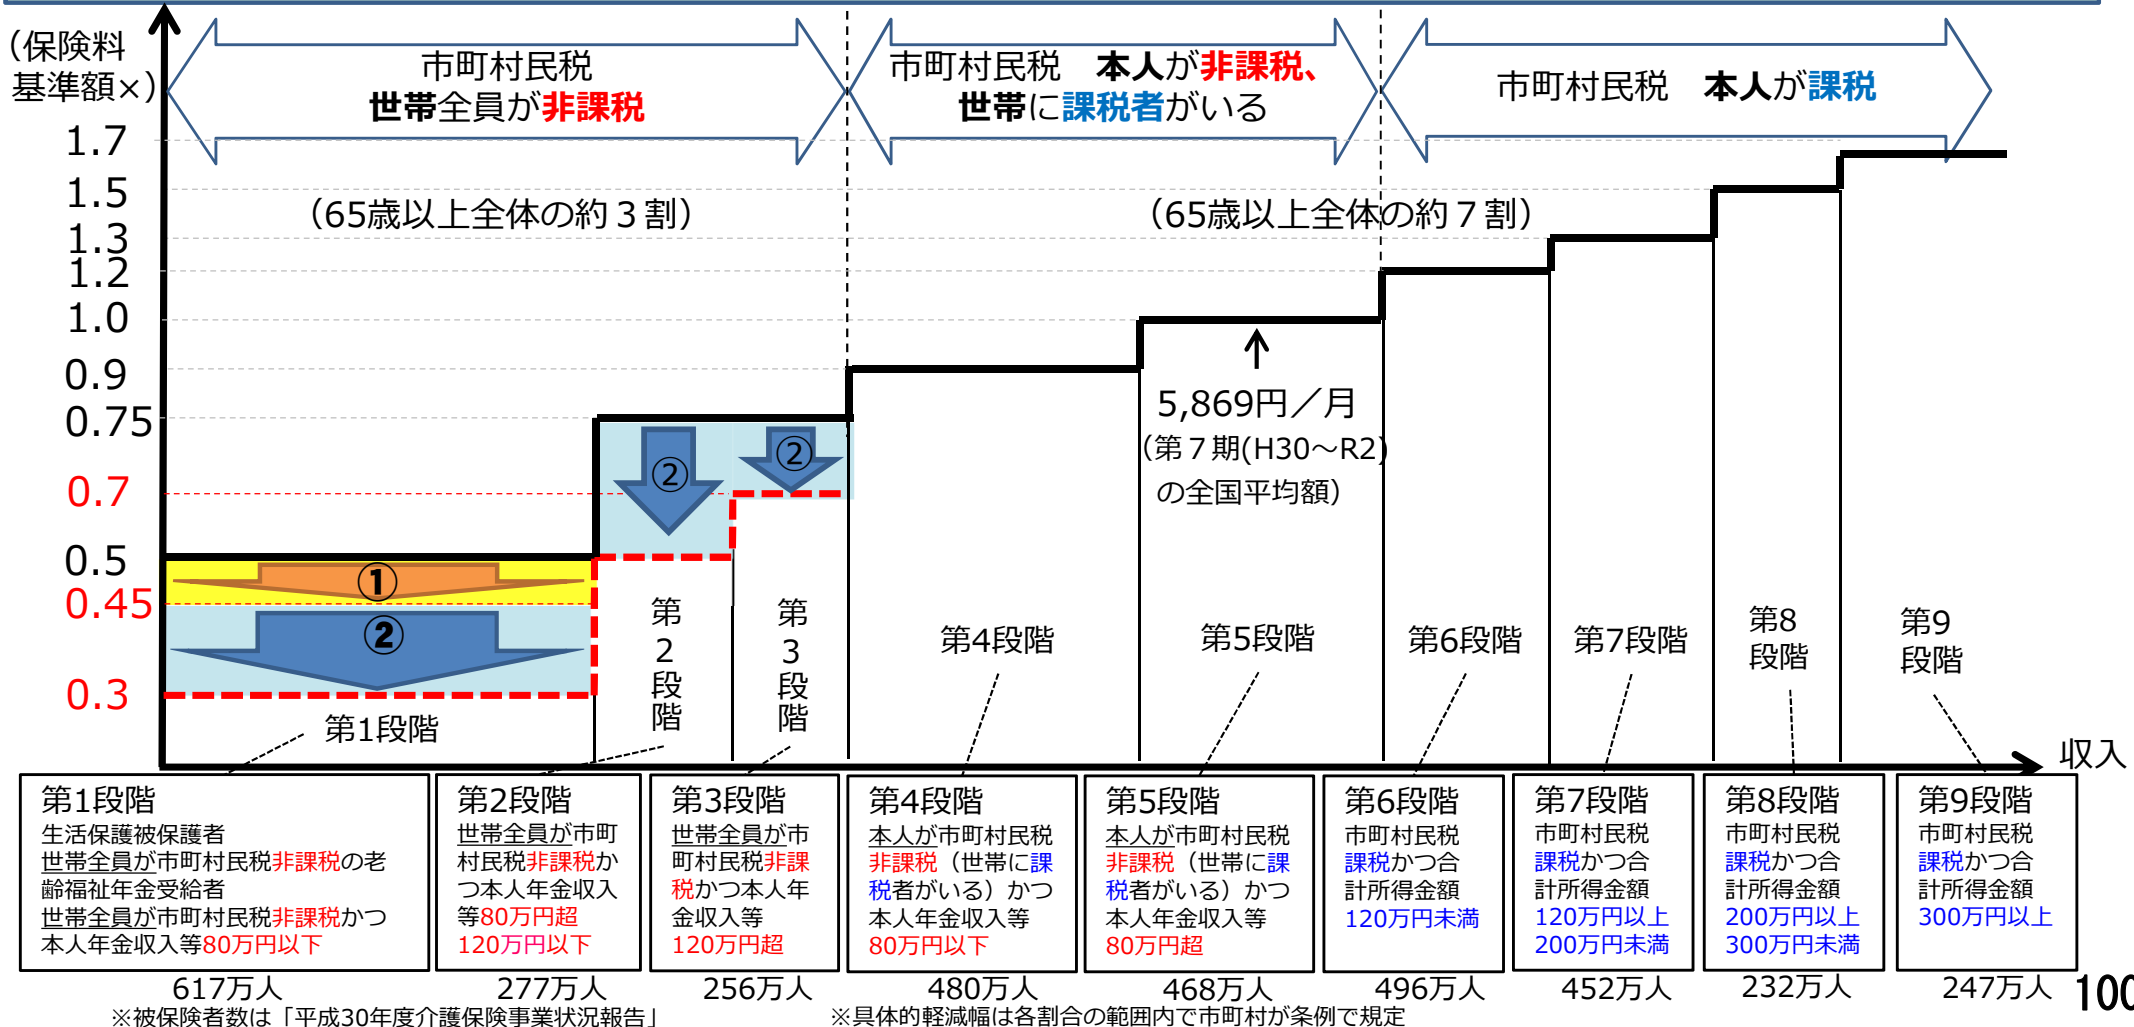 （保険料
基準額×）
市町村民税
世帯全員が非課税
市町村民税　本人が非課税、
世帯に課税者がいる
市町村民税　本人が課税
（65歳以上全体の約３割）
（65歳以上全体の約７割）
1.7
1.5
1.3
1.2
1.0
0.9
0.75
0.7
0.5
0.45
0.3
①
②
②
②
5,869円／月
（第７期(H30～R2)
の全国平均額）
第1段階
第2段階
第3段階
第4段階
第5段階
第6段階
第7段階
第8
段階
第9
段階
収入
第1段階
生活保護被保護者
世帯全員が市町村民税非課税の老
齢福祉年金受給者
世帯全員が市町村民税非課税かつ
本人年金収入等80万円以下
第2段階
世帯全員が市町
村民税非課税か
つ本人年金収入
等80万円超
120万円以下
第3段階
世帯全員が市
町村民税非課
税かつ本人年
金収入等
120万円超
第4段階
本人が市町村民税
非課税（世帯に課
税者がいる）かつ
本人年金収入等
80万円以下
第5段階
本人が市町村民税
非課税（世帯に課
税者がいる）かつ
本人年金収入等
80万円超
第6段階
市町村民税
課税かつ合
計所得金額
120万円未満
第7段階
市町村民税
課税かつ合
計所得金額
120万円以上
200万円未満
第8段階
市町村民税
課税かつ合
計所得金額
200万円以上
300万円未満
第9段階
市町村民税
課税かつ合
計所得金額
300万円以上
617万人
277万人
256万人
480万人
468万人
496万人
452万人
232万人
247万人
100
※被保険者数は「平成30年度介護保険事業状況報告」
※具体的軽減幅は各割合の範囲内で市町村が条例で規定